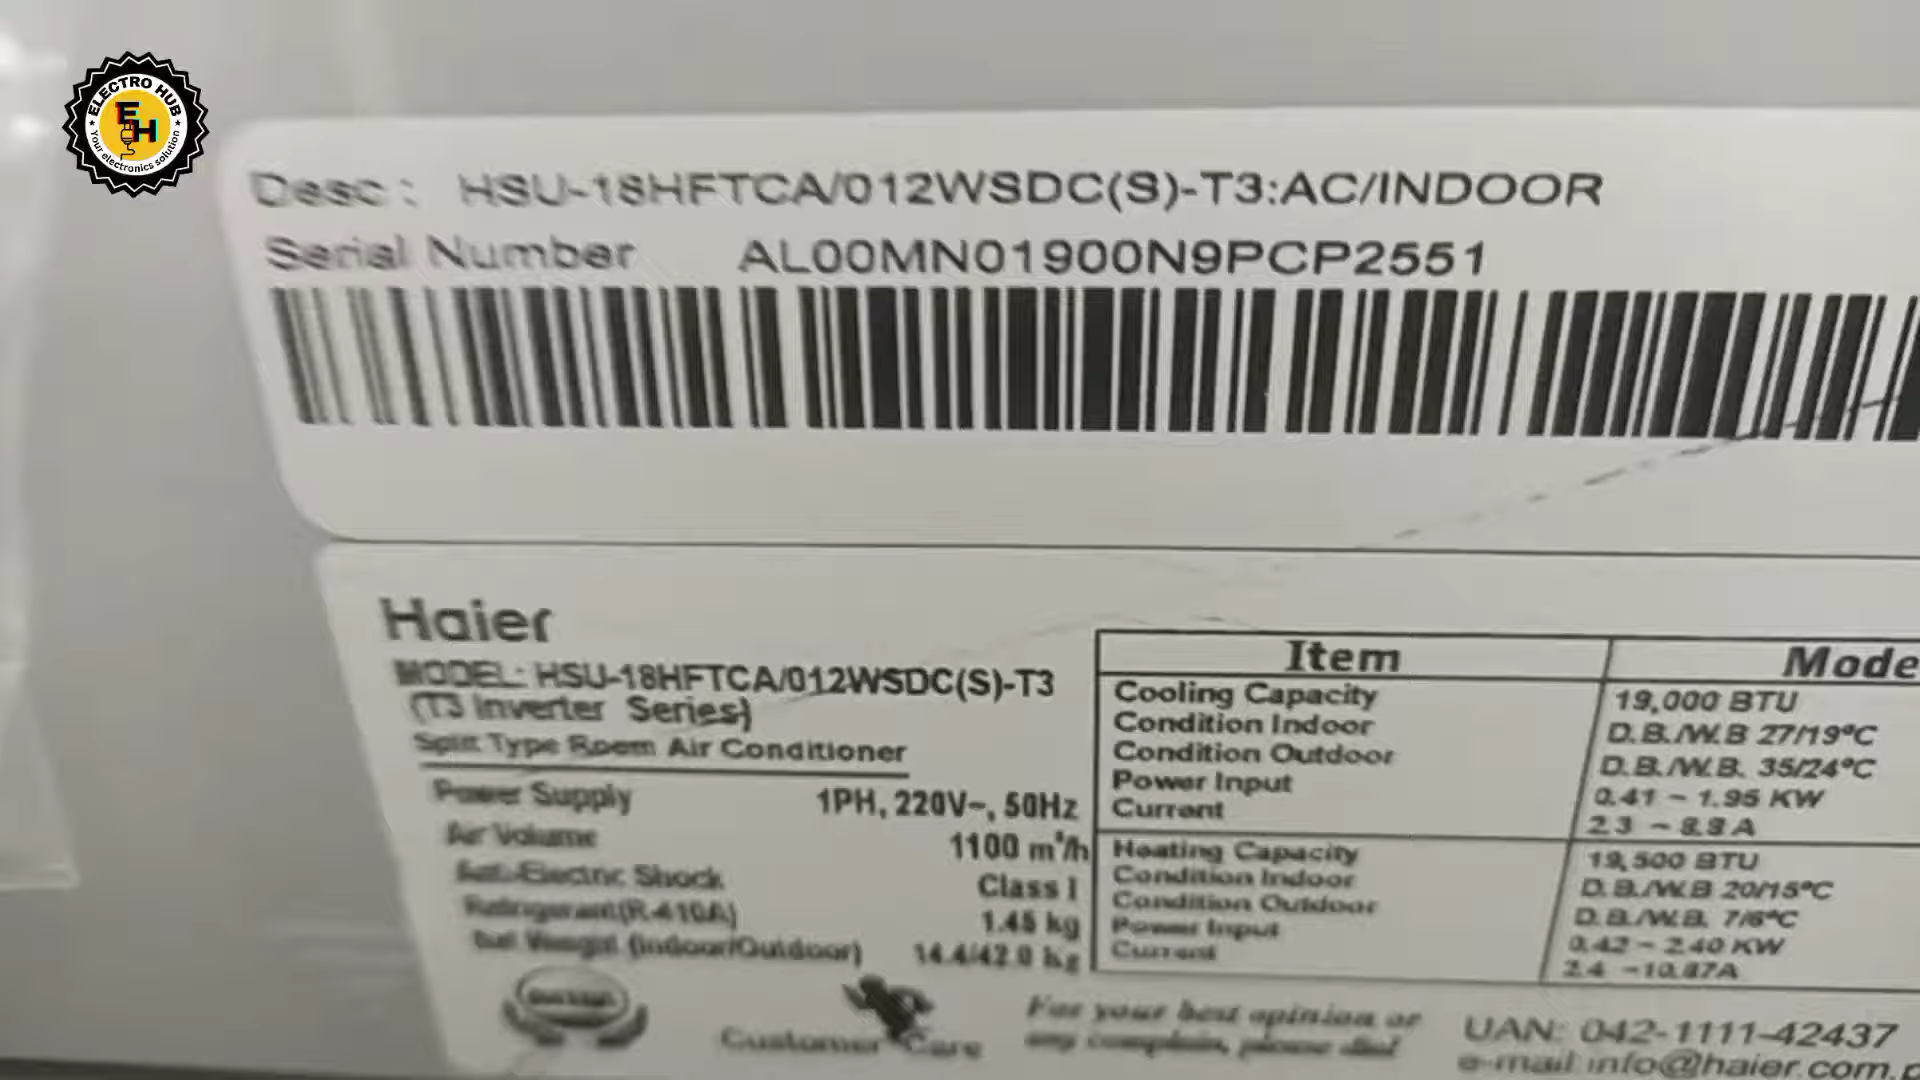 ELECTRO HUB
EH
Your electronics solution
Desc : HSU-18HFTCA/012WSDC(S)-T3:AC/INDOOR
Serial Number AL00MN01900N9PCP2551
Haier
MODEL: HSU-18HFTCA/012WSDC(S)-T3
(T3 Inverter Series)
Split Type Room Air Conditioner
Power Supply 1PH, 220V~, 50Hz
Air Volume 1100 m³/h
Anti-Electric Shock Class I
Refrigerant(R-410A) 1.45 kg
Net Weight (Indoor/Outdoor) 14.4/42.0 kg
Item Mode
Cooling Capacity 19,000 BTU
Condition Indoor D.B./W.B 27/19°C
Condition Outdoor D.B./W.B. 35/24°C
Power Input 0.41 ~ 1.95 KW
Current 2.3 ~ 8.8 A
Heating Capacity 19,500 BTU
Condition Indoor D.B./W.B 20/15°C
Condition Outdoor D.B./W.B. 7/6°C
Power Input 0.42 ~ 2.40 KW
Current 2.4 ~10.87A
Customer Care
For your best opinion or
any complain, please dial
UAN: 042-1111-42437
e-mail:info@haier.com.p